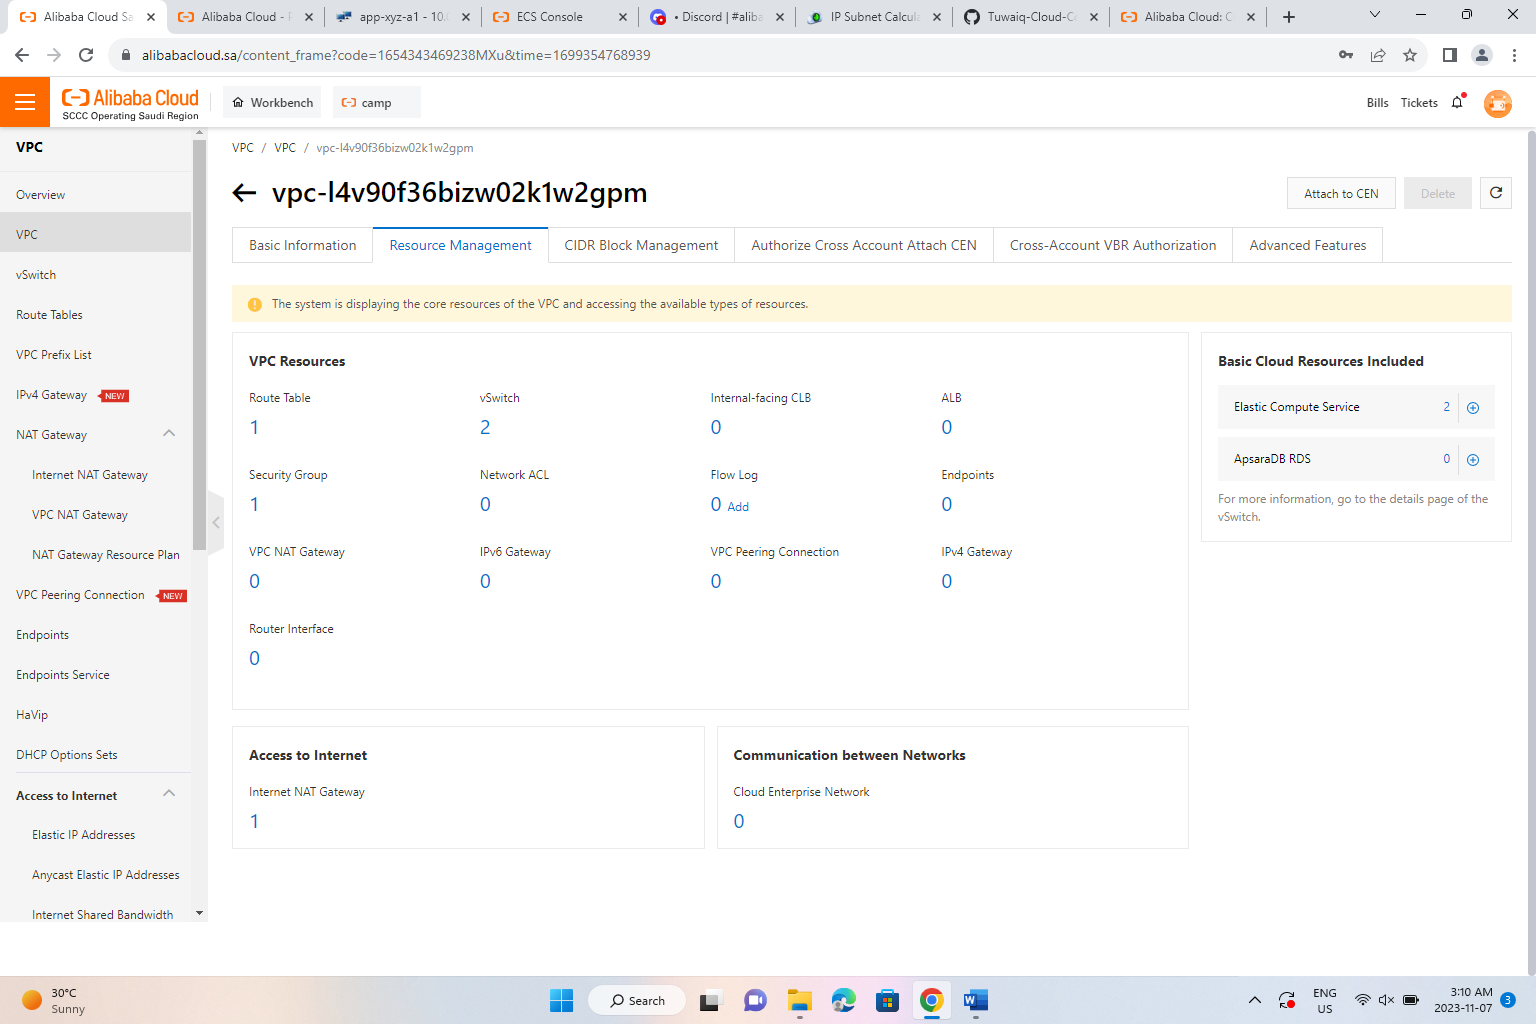 Alibaba Cloud Sa
Alibaba Cloud - F
app-xyz-a1 - 10.
ECS Console
• Discord | #aliba
IP Subnet Calcula
Tuwaiq-Cloud-C
Alibaba Cloud: C
alibabacloud.sa/content_frame?code=1654343469238MXu&time=1699354768939
Alibaba Cloud
SCCC Operating Saudi Region
Workbench
camp
Bills
Tickets
VPC
Overview
VPC
vSwitch
Route Tables
VPC Prefix List
IPv4 Gateway NEW
NAT Gateway
Internet NAT Gateway
VPC NAT Gateway
NAT Gateway Resource Plan
VPC Peering Connection NEW
Endpoints
Endpoints Service
HaVip
DHCP Options Sets
Access to Internet
Elastic IP Addresses
Anycast Elastic IP Addresses
Internet Shared Bandwidth
VPC / VPC / vpc-l4v90f36bizw02k1w2gpm
vpc-l4v90f36bizw02k1w2gpm
Attach to CEN
Delete
Basic Information
Resource Management
CIDR Block Management
Authorize Cross Account Attach CEN
Cross-Account VBR Authorization
Advanced Features
The system is displaying the core resources of the VPC and accessing the available types of resources.
VPC Resources
Route Table
1
vSwitch
2
Internal-facing CLB
0
ALB
0
Security Group
1
Network ACL
0
Flow Log
0 Add
Endpoints
0
VPC NAT Gateway
0
IPv6 Gateway
0
VPC Peering Connection
0
IPv4 Gateway
0
Router Interface
0
Access to Internet
Internet NAT Gateway
1
Communication between Networks
Cloud Enterprise Network
0
Basic Cloud Resources Included
Elastic Compute Service 2
ApsaraDB RDS 0
For more information, go to the details page of the
vSwitch.
30°C
Sunny
Search
ENG
US
3:10 AM
2023-11-07
3